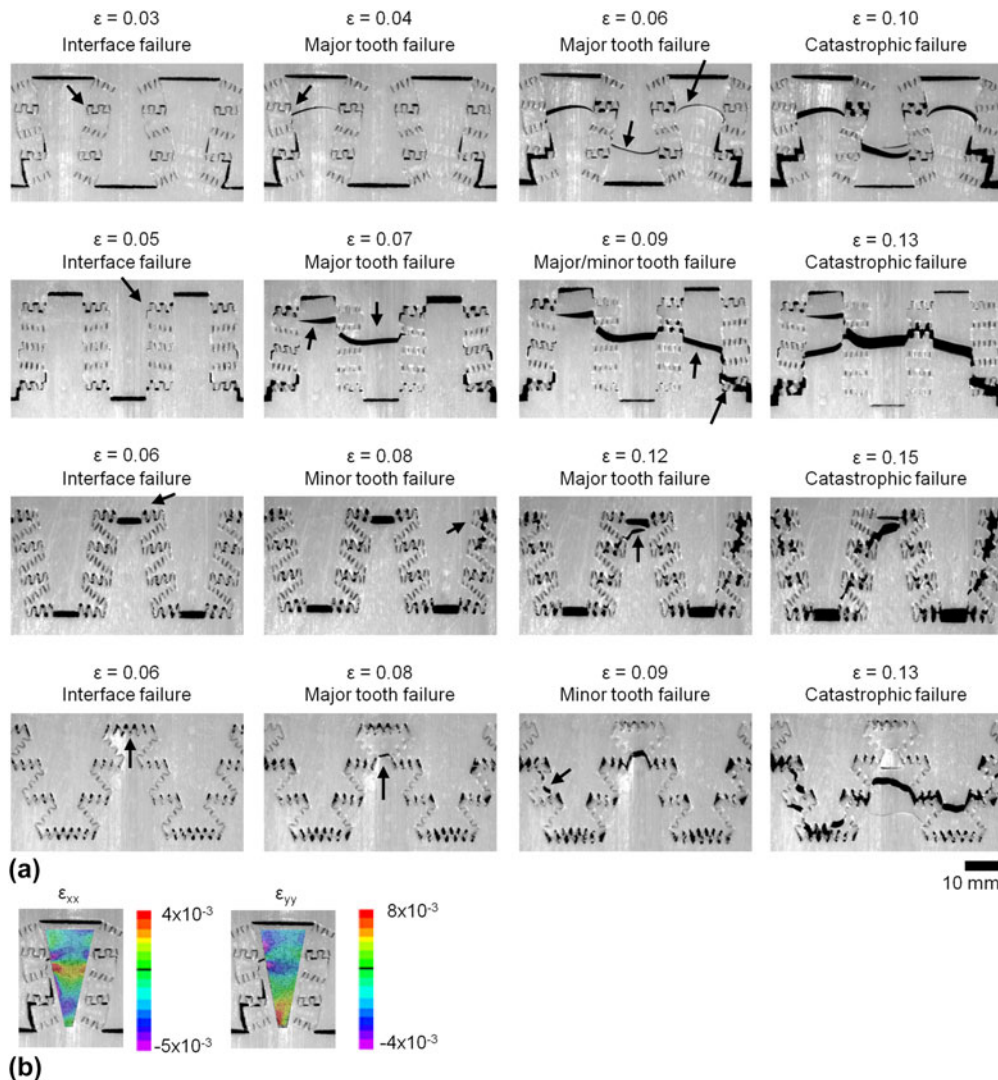 ε = 0.03
Interface failure
ε = 0.04
Major tooth failure
ε = 0.06
Major tooth failure
ε = 0.10
Catastrophic failure
ε = 0.05
Interface failure
ε = 0.07
Major tooth failure
ε = 0.09
Major/minor tooth failure
ε = 0.13
Catastrophic failure
ε = 0.06
Interface failure
ε = 0.08
Minor tooth failure
ε = 0.12
Major tooth failure
ε = 0.15
Catastrophic failure
ε = 0.06
Interface failure
ε = 0.08
Major tooth failure
ε = 0.09
Minor tooth failure
ε = 0.13
Catastrophic failure
(a)
10 mm
εxx
4x10⁻³
-5x10⁻³
εyy
8x10⁻³
-4x10⁻³
(b)